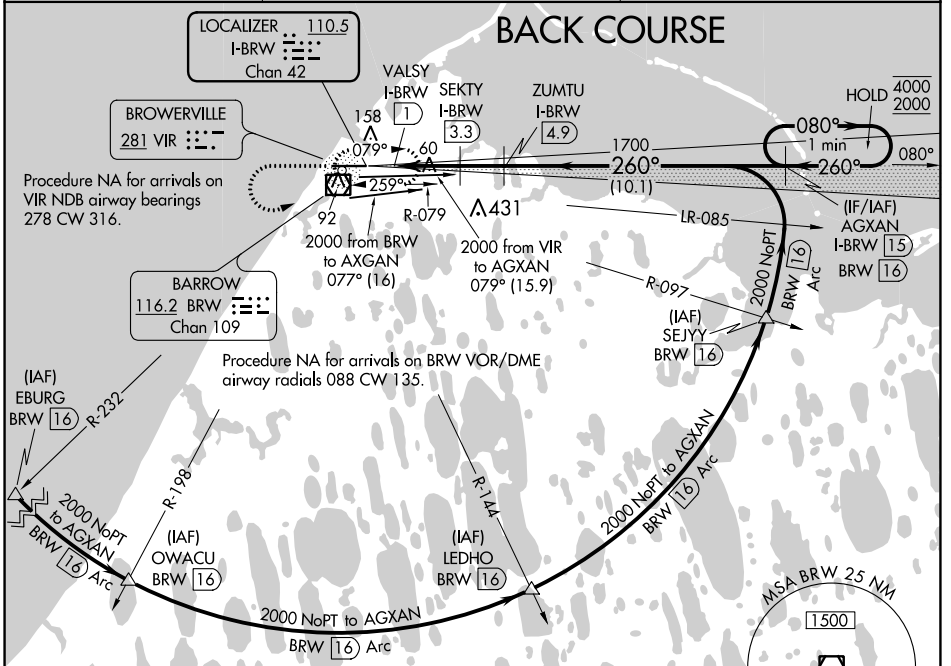 BACK COURSE
LOCALIZER 110.5
I-BRW
Chan 42
BROWERVILLE
281 VIR
Procedure NA for arrivals on
VIR NDB airway bearings
278 CW 316.
VALSY
I-BRW
1
SEKTY
I-BRW
3.3
ZUMTU
I-BRW
4.9
HOLD
4000
2000
158
079°
60
1700
260°
(10.1)
080°
1 min
260°
080°
259°
92
R-079
431
LR-085
2000 from BRW
to AXGAN
077° (16)
2000 from VIR
to AGXAN
079° (15.9)
(IF/IAF)
AGXAN
I-BRW 15
BRW 16
2000 NoPT
BRW 16
Arc
R-097
BARROW
116.2 BRW
Chan 109
(IAF)
SEJYY
BRW 16
Procedure NA for arrivals on BRW VOR/DME
airway radials 088 CW 135.
(IAF)
EBURG
BRW 16
R-232
R-198
R-144
2000 NoPT
to AGXAN
BRW 16 Arc
(IAF)
OWACU
BRW 16
(IAF)
LEDHO
BRW 16
2000 NoPT to AGXAN
BRW 16 Arc
2000 NoPT to AGXAN
BRW 16 Arc
MSA BRW 25 NM
1500